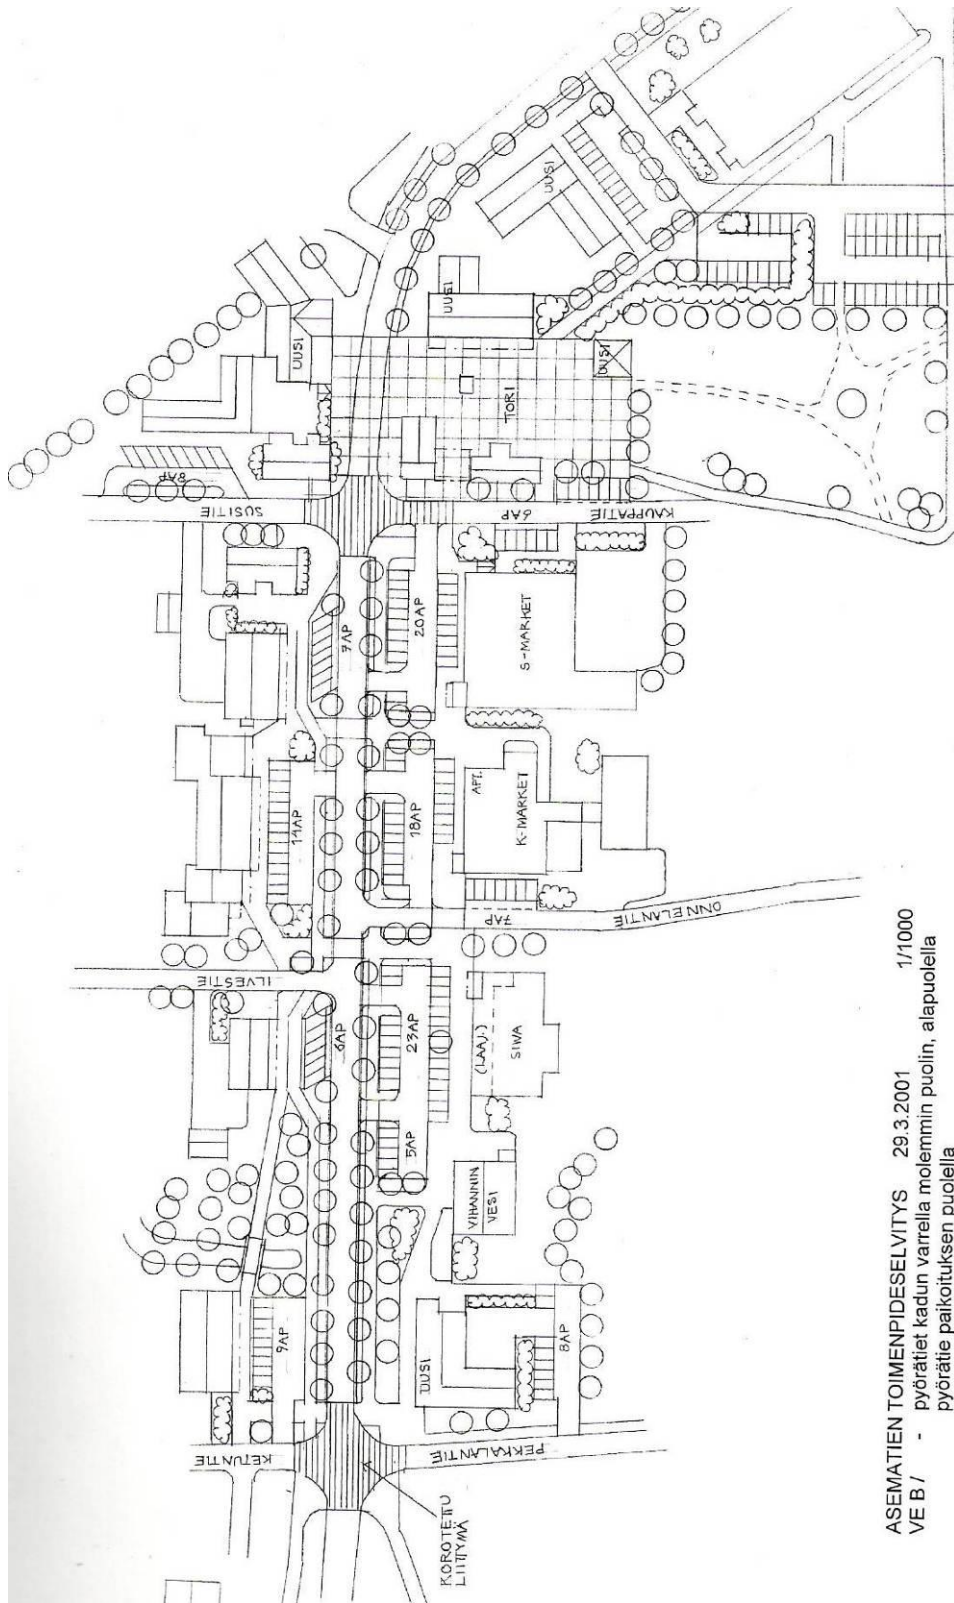 KETUNTIE
KOROTETTU
LIITTYMÄ
PEKKALANTIE
9AP
UUSI
8AP
VIHANNIN
VESI
5AP
6AP
23AP
(LAAJ.)
SIWA
ILVESTIE
ONNELANTIE
7AP
14AP
18AP
APT.
K-MARKET
7AP
20AP
S-MARKET
SUSITIE
8AP
6AP
KAUPPATIE
UUSI
TORI
UUSI
UUSI
UUSI
ASEMATIEN TOIMENPIDESELVITYS 29.3.2001 1/1000
VE B / - pyörätiet kadun varrella molemmin puolin, alapuolella
pyörätie paikoituksen puolella